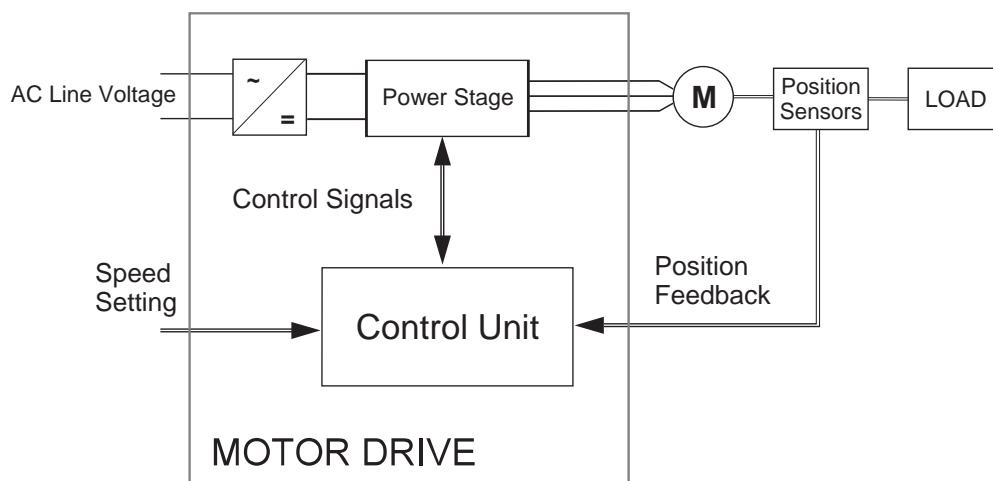 AC Line Voltage
~
=
Power Stage
M
Position
Sensors
LOAD
Control Signals
Speed
Setting
Position
Feedback
Control Unit
MOTOR DRIVE